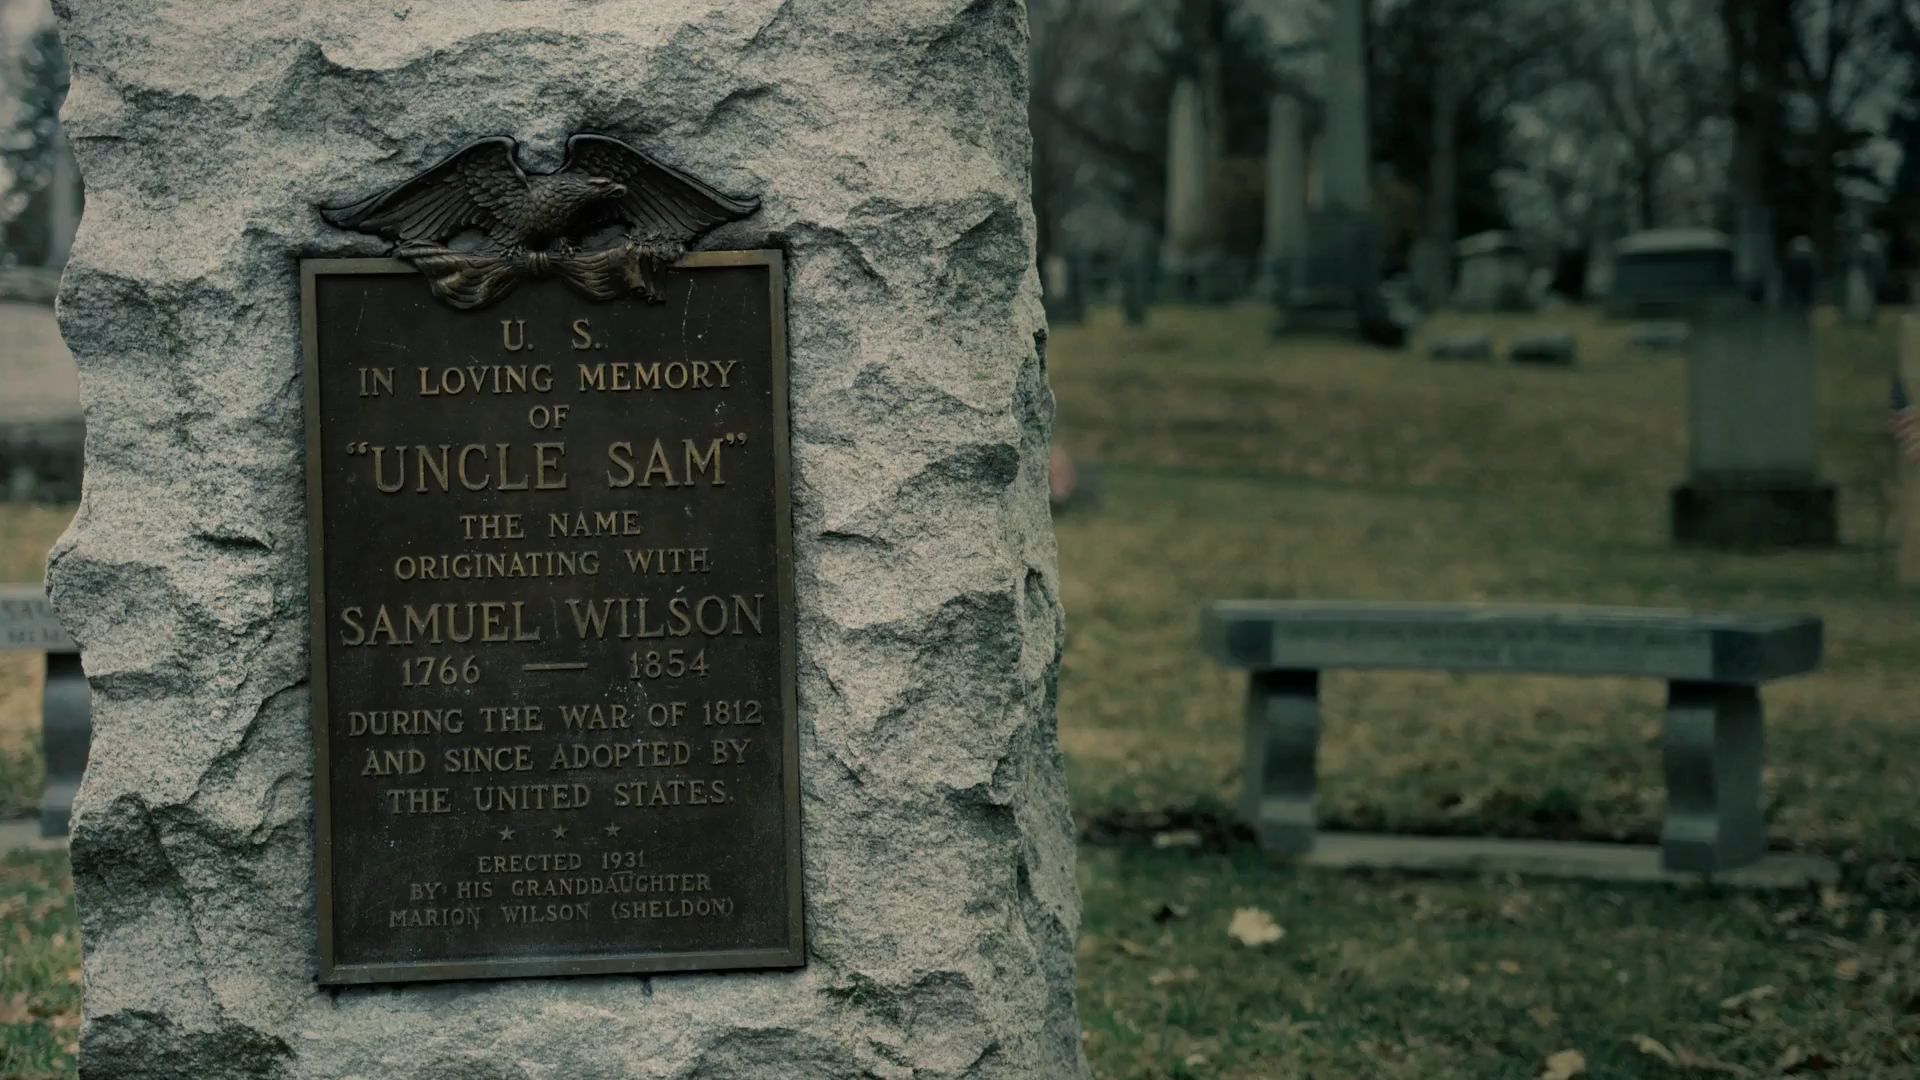 U. S.
IN LOVING MEMORY
OF
“UNCLE SAM”
THE NAME
ORIGINATING WITH
SAMUEL WILSON
1766 — 1854
DURING THE WAR OF 1812
AND SINCE ADOPTED BY
THE UNITED STATES.
★ ★ ★
ERECTED 1931
BY HIS GRANDDAUGHTER
MARION WILSON (SHELDON)